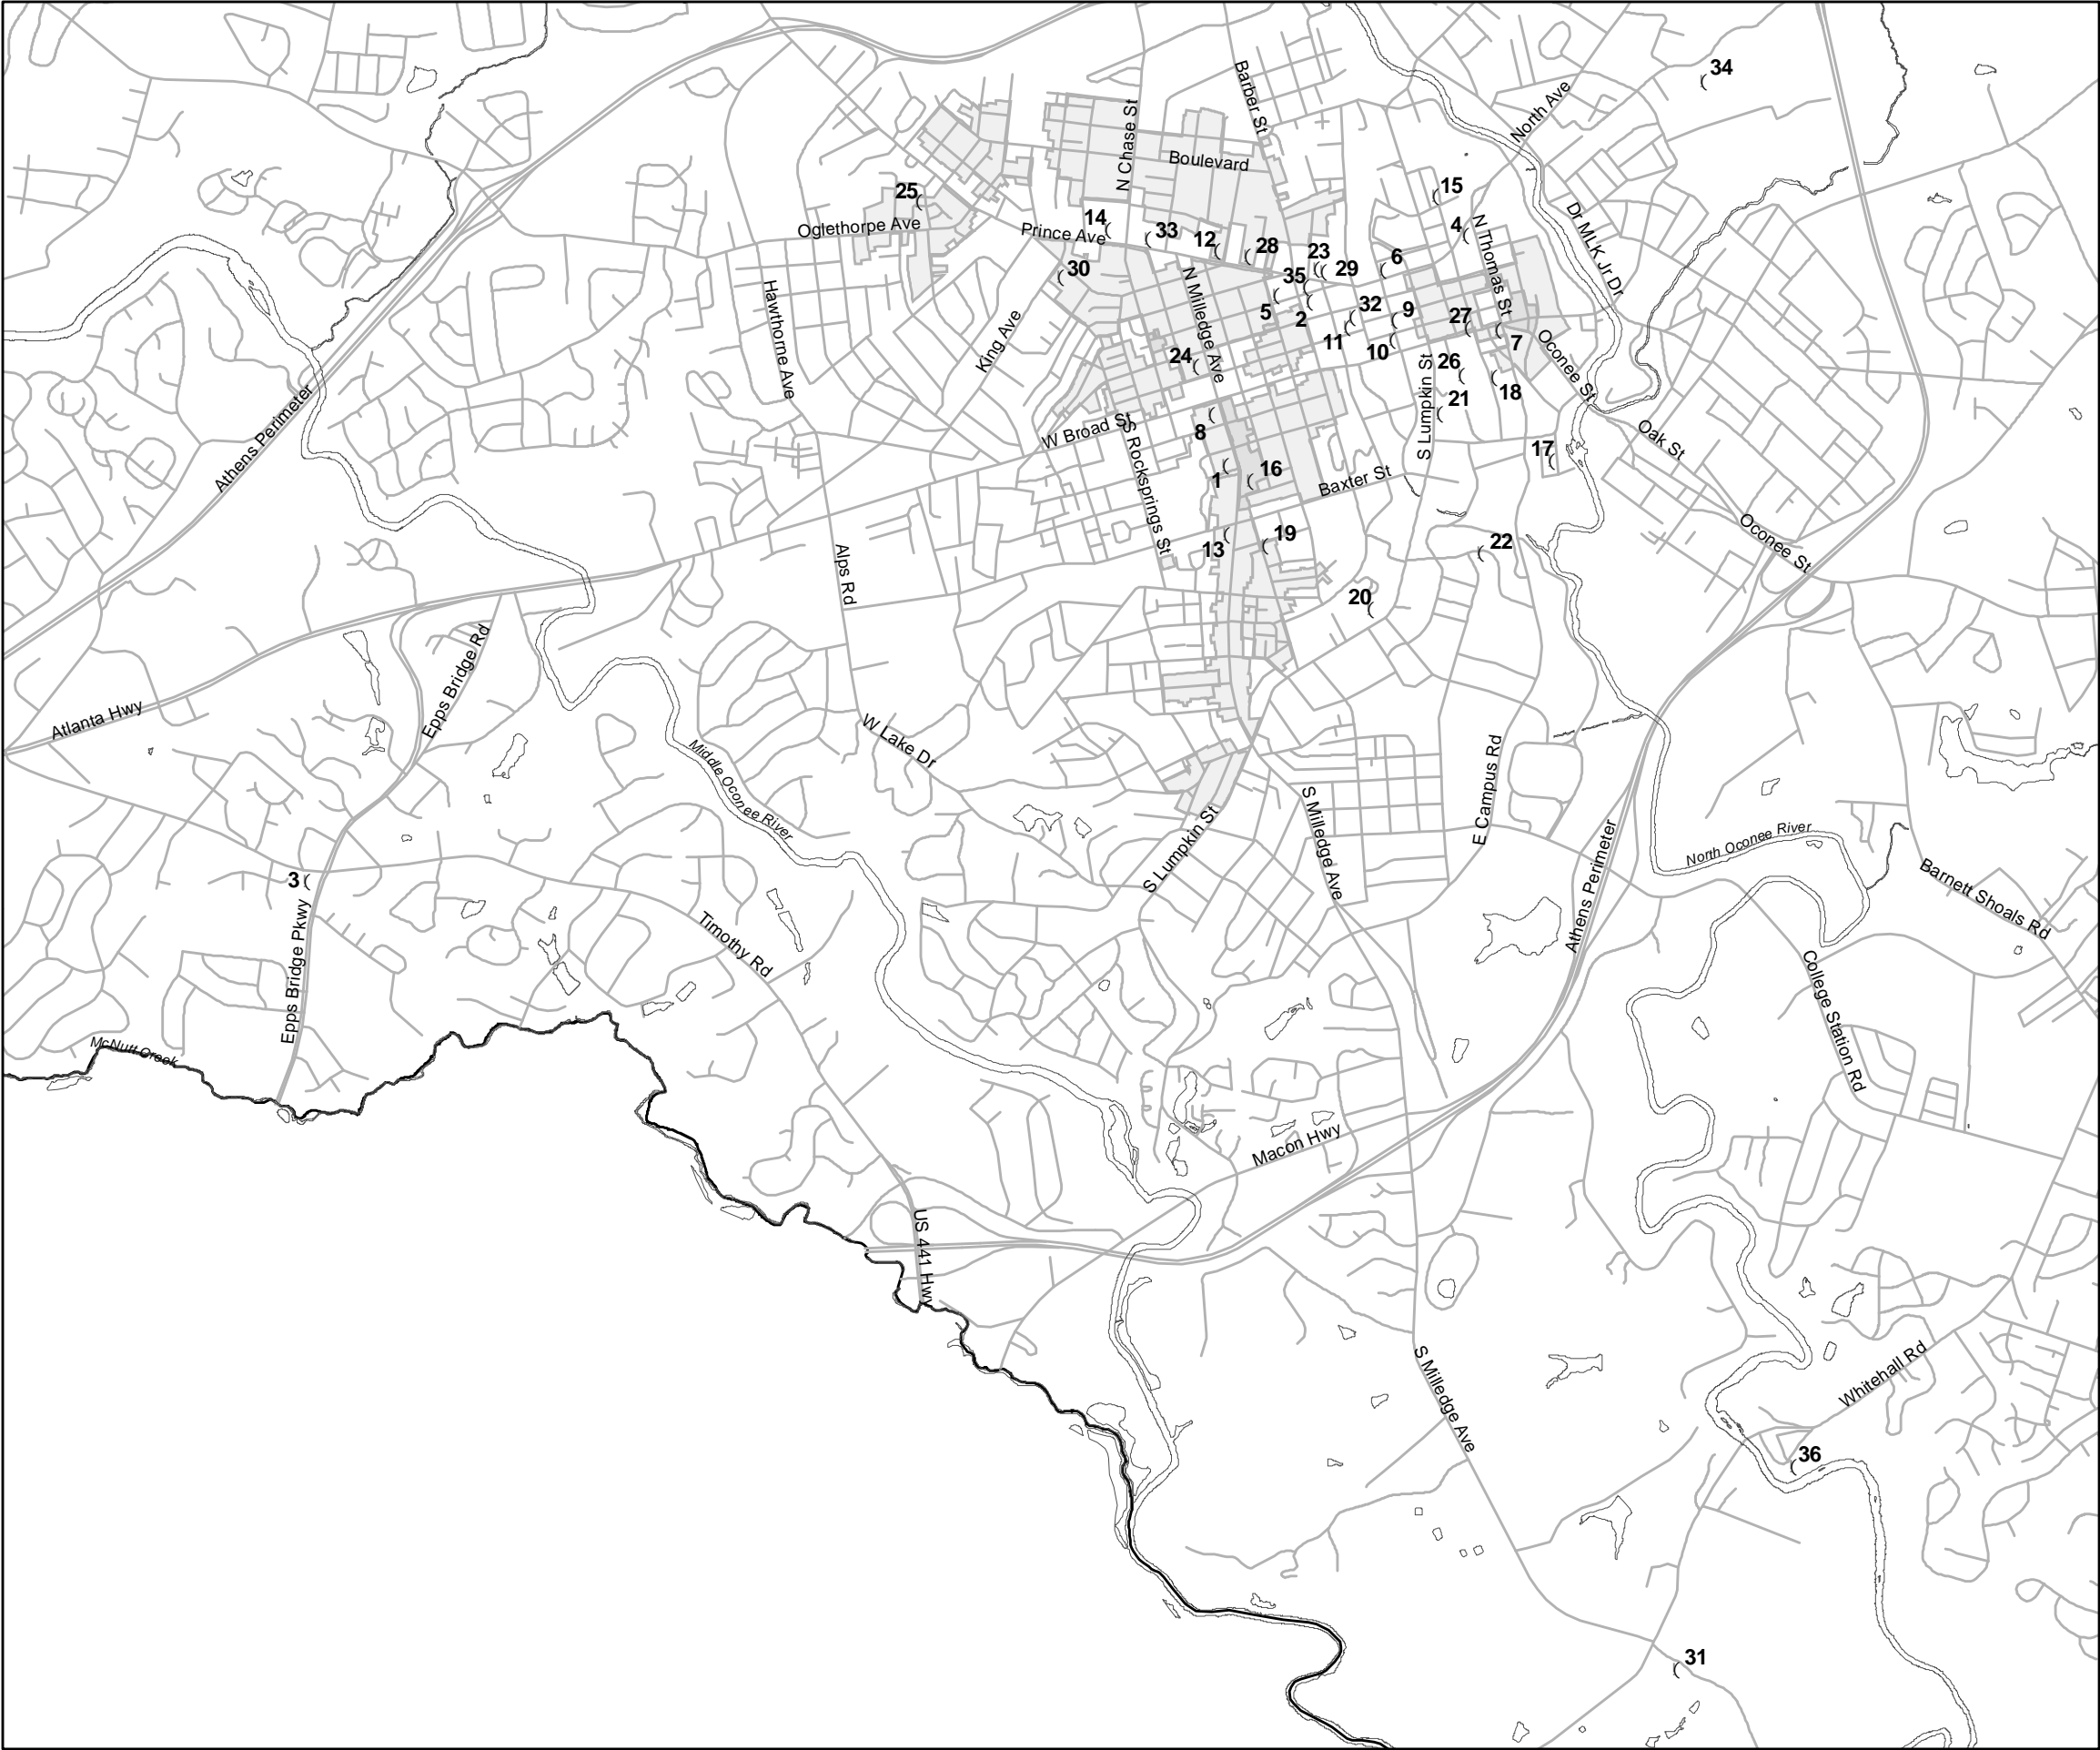 34
North Ave
Barber St
N Chase St
Boulevard
15
25
Oglethorpe Ave
14
Prince Ave
33
12
28
23
29
6
4
N Thomas St
Dr MLK Jr Dr
30
35
5
2
32
11
9
10
27
7
Hawthorne Ave
King Ave
N Milledge Ave
24
26
18
21
Oconee St
S Lumpkin St
Athens Perimeter
W Broad St
S Rocksprings St
8
1
16
Baxter St
17
Oak St
13
19
22
Oconee St
20
Alps Rd
Epps Bridge Rd
Atlanta Hwy
W Lake Dr
Middle Oconee River
S Lumpkin St
S Milledge Ave
E Campus Rd
Athens Perimeter
North Oconee River
Barnett Shoals Rd
3
Epps Bridge Pkwy
Timothy Rd
College Station Rd
McNutt Creek
Macon Hwy
US 441 Hwy
S Milledge Ave
Whitehall Rd
36
31